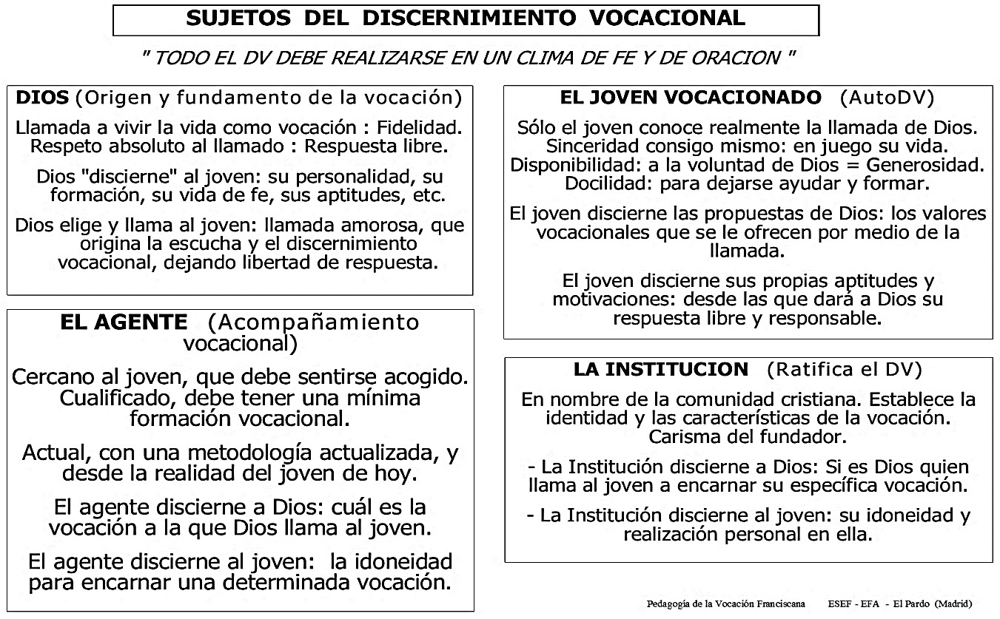 SUJETOS DEL DISCERNIMIENTO VOCACIONAL
" TODO EL DV DEBE REALIZARSE EN UN CLIMA DE FE Y DE ORACION "
DIOS (Origen y fundamento de la vocación)
Llamada a vivir la vida como vocación : Fidelidad.
Respeto absoluto al llamado : Respuesta libre.
Dios "discierne" al joven: su personalidad, su
formación, su vida de fe, sus aptitudes, etc.
Dios elige y llama al joven: llamada amorosa, que
origina la escucha y el discernimiento
vocacional, dejando libertad de respuesta.
EL AGENTE (Acompañamiento
vocacional)
Cercano al joven, que debe sentirse acogido.
Cualificado, debe tener una mínima
formación vocacional.
Actual, con una metodología actualizada, y
desde la realidad del joven de hoy.
El agente discierne a Dios: cuál es la
vocación a la que Dios llama al joven.
El agente discierne al joven: la idoneidad
para encarnar una determinada vocación.
EL JOVEN VOCACIONADO (AutoDV)
Sólo el joven conoce realmente la llamada de Dios.
Sinceridad consigo mismo: en juego su vida.
Disponibilidad: a la voluntad de Dios = Generosidad.
Docilidad: para dejarse ayudar y formar.
El joven discierne las propuestas de Dios: los valores
vocacionales que se le ofrecen por medio de la
llamada.
El joven discierne sus propias aptitudes y
motivaciones: desde las que dará a Dios su
respuesta libre y responsable.
LA INSTITUCION (Ratifica el DV)
En nombre de la comunidad cristiana. Establece la
identidad y las características de la vocación.
Carisma del fundador.
- La Institución discierne a Dios: Si es Dios quien
llama al joven a encarnar su específica vocación.
- La Institución discierne al joven: su idoneidad y
realización personal en ella.
Pedagogía de la Vocación Franciscana ESEF - EFA - El Pardo (Madrid)